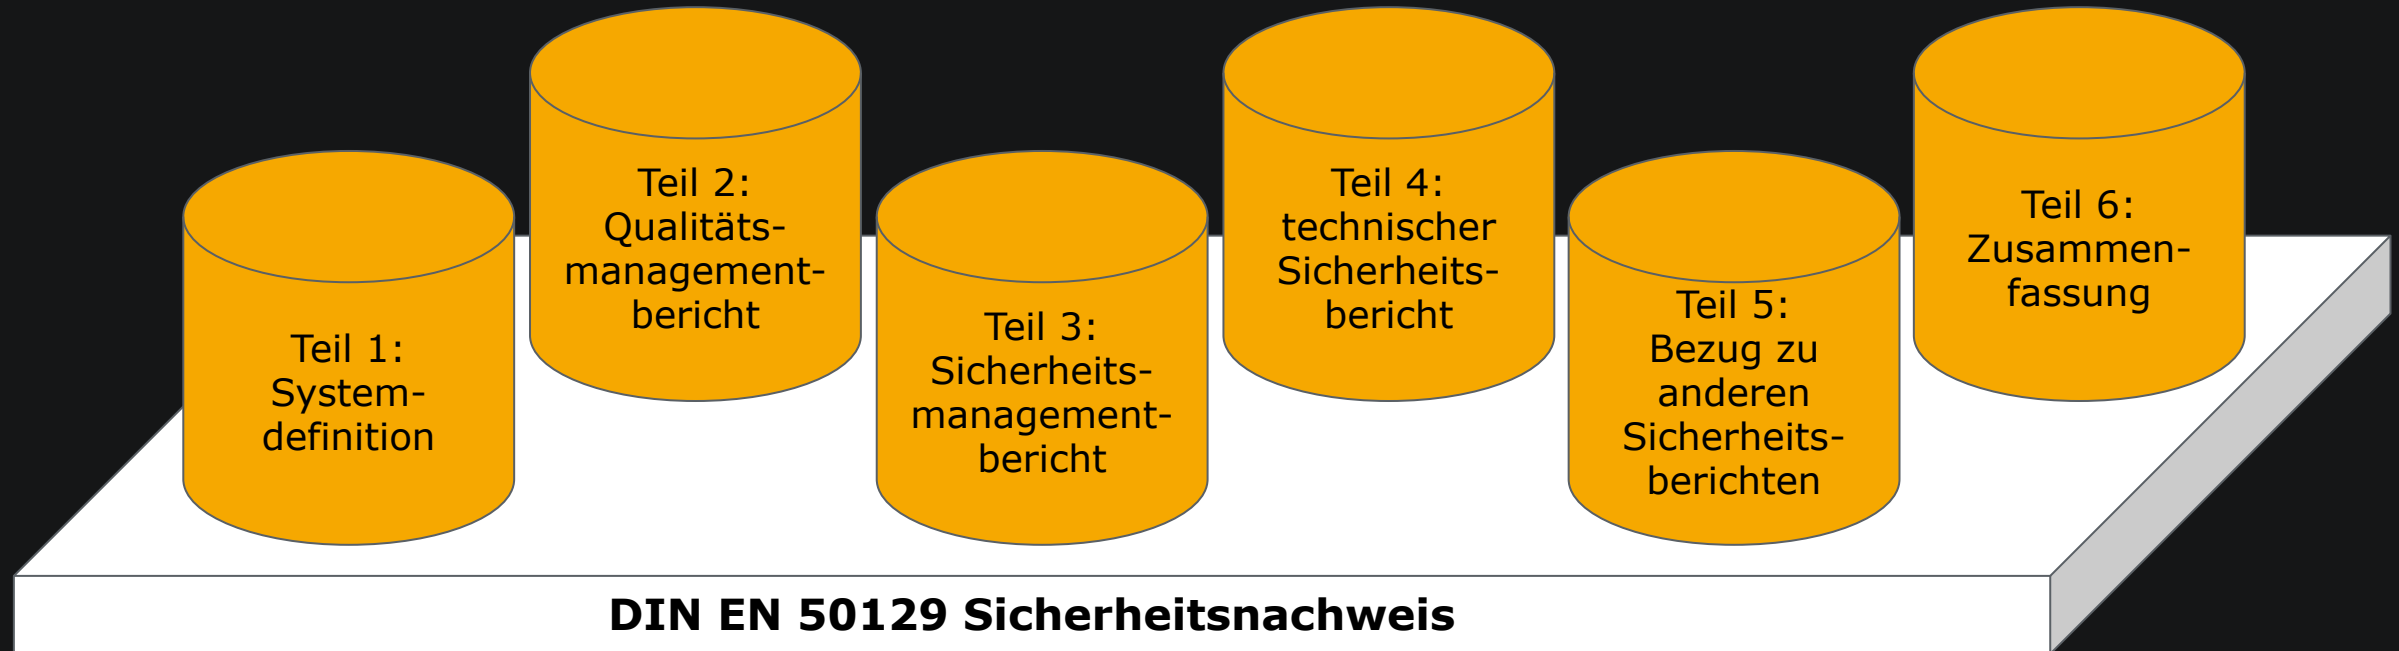 Teil 1:
System-
definition
Teil 2:
Qualitäts-
management-
bericht
Teil 3:
Sicherheits-
management-
bericht
Teil 4:
technischer
Sicherheits-
bericht
Teil 5:
Bezug zu
anderen
Sicherheits-
berichten
Teil 6:
Zusammen-
fassung
DIN EN 50129 Sicherheitsnachweis